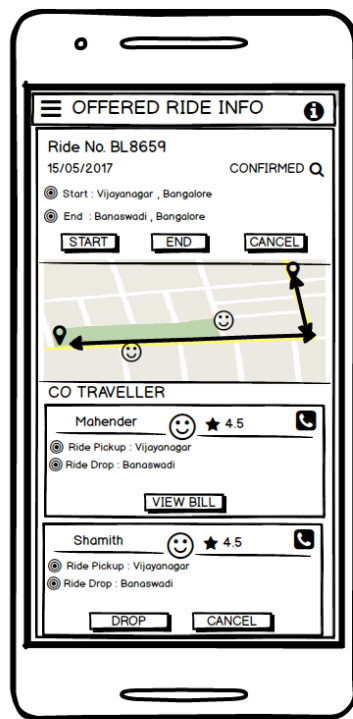 OFFERED RIDE INFO
Ride No. BL8659
15/05/2017 CONFIRMED
Start : Vijayanagar , Bangalore
End : Banaswadi , Bangalore
START END CANCEL
CO TRAVELLER
Mahender 4.5
Ride Pickup : Vijayanagar
Ride Drop : Banaswadi
VIEW BILL
Shamith 4.5
Ride Pickup : Vijayanagar
Ride Drop : Banaswadi
DROP CANCEL